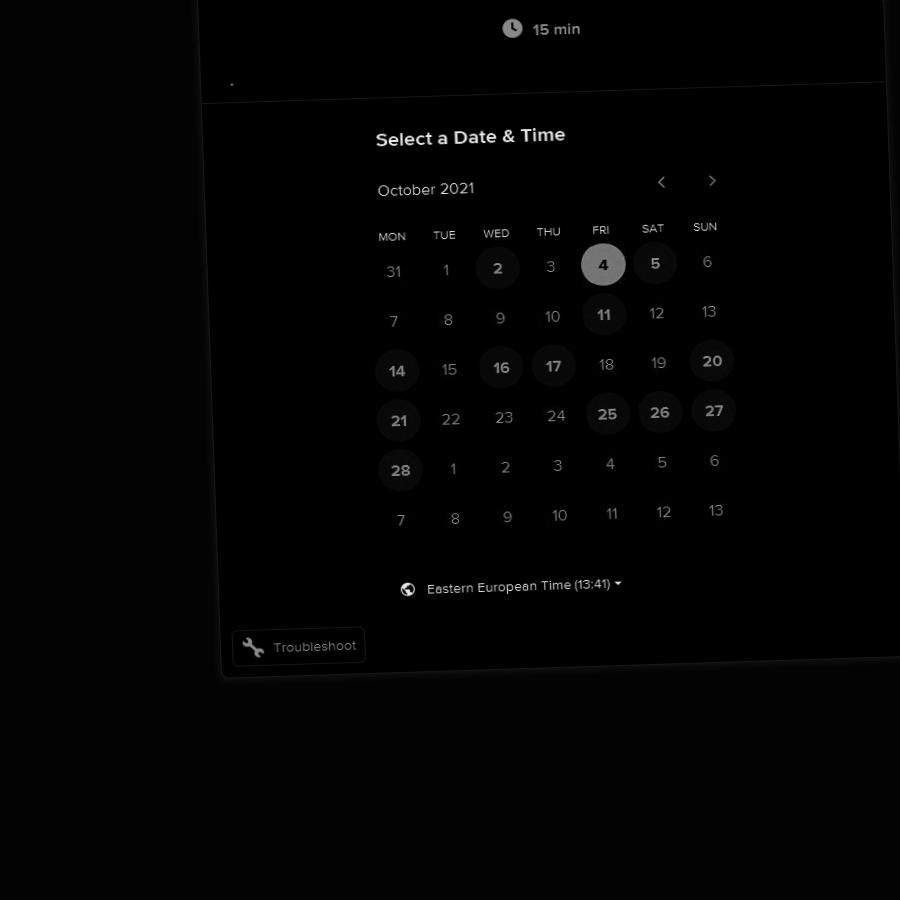 15 min
Select a Date & Time
October 2021
MON TUE WED THU FRI SAT SUN
31 1 2 3 4 5 6
7 8 9 10 11 12 13
14 15 16 17 18 19 20
21 22 23 24 25 26 27
28 1 2 3 4 5 6
7 8 9 10 11 12 13
Eastern European Time (13:41)
Troubleshoot